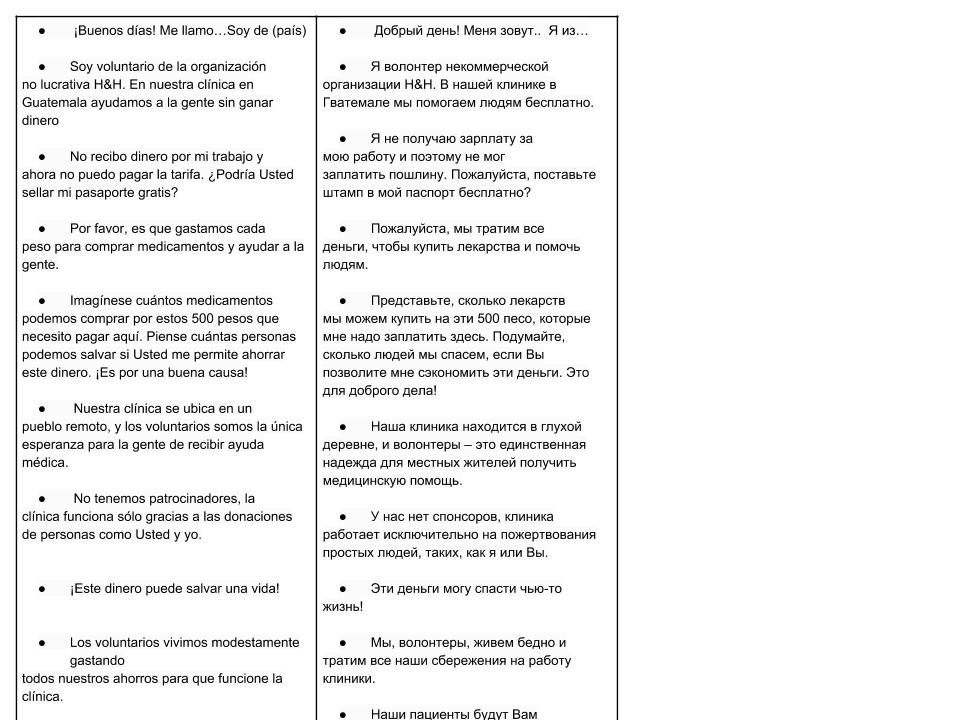 ● ¡Buenos días! Me llamo…Soy de (país)
● Soy voluntario de la organización
no lucrativa H&H. En nuestra clínica en
Guatemala ayudamos a la gente sin ganar
dinero
● No recibo dinero por mi trabajo y
ahora no puedo pagar la tarifa. ¿Podría Usted
sellar mi pasaporte gratis?
● Por favor, es que gastamos cada
peso para comprar medicamentos y ayudar a la
gente.
● Imagínese cuántos medicamentos
podemos comprar por estos 500 pesos que
necesito pagar aquí. Piense cuántas personas
podemos salvar si Usted me permite ahorrar
este dinero. ¡Es por una buena causa!
● Nuestra clínica se ubica en un
pueblo remoto, y los voluntarios somos la única
esperanza para la gente de recibir ayuda
médica.
● No tenemos patrocinadores, la
clínica funciona sólo gracias a las donaciones
de personas como Usted y yo.
● ¡Este dinero puede salvar una vida!
● Los voluntarios vivimos modestamente
gastando
todos nuestros ahorros para que funcione la
clínica.
● Добрый день! Меня зовут.. Я из…
● Я волонтер некоммерческой
организации H&H. В нашей клинике в
Гватемале мы помогаем людям бесплатно.
● Я не получаю зарплату за
мою работу и поэтому не мог
заплатить пошлину. Пожалуйста, поставьте
штамп в мой паспорт бесплатно?
● Пожалуйста, мы тратим все
деньги, чтобы купить лекарства и помочь
людям.
● Представьте, сколько лекарств
мы можем купить на эти 500 песо, которые
мне надо заплатить здесь. Подумайте,
сколько людей мы спасем, если Вы
позволите мне сэкономить эти деньги. Это
для доброго дела!
● Наша клиника находится в глухой
деревне, и волонтеры – это единственная
надежда для местных жителей получить
медицинскую помощь.
● У нас нет спонсоров, клиника
работает исключительно на пожертвования
простых людей, таких, как я или Вы.
● Эти деньги могу спасти чью-то
жизнь!
● Мы, волонтеры, живем бедно и
тратим все наши сбережения на работу
клиники.
● Наши пациенты будут Вам